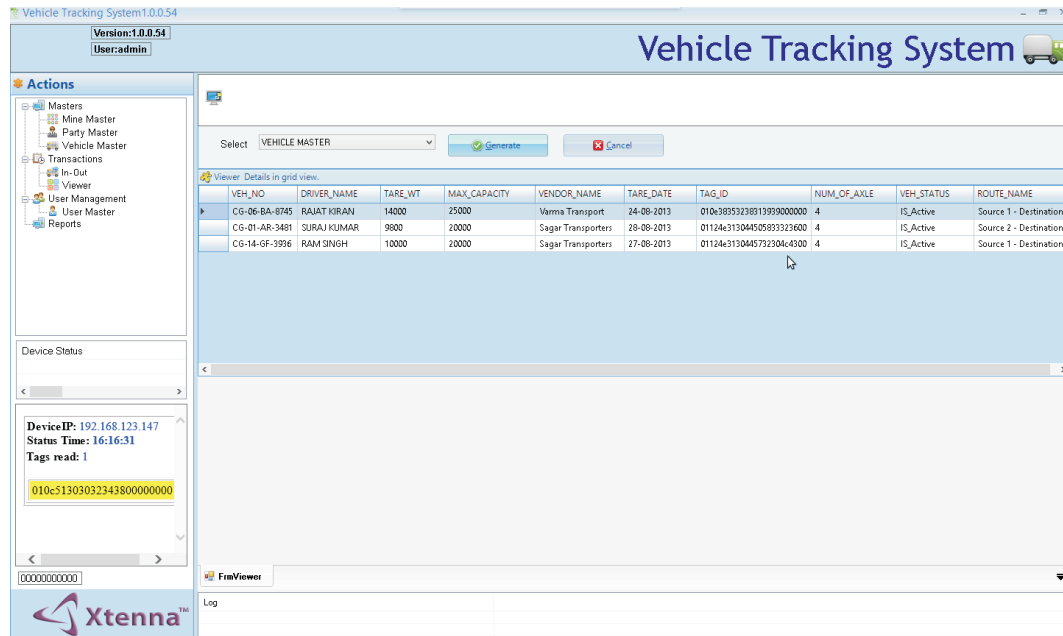 Vehicle Tracking System1.0.0.54
Version:1.0.0.54
User:admin
Vehicle Tracking System
Actions
Masters
Mine Master
Party Master
Vehicle Master
Transactions
In-Out
Viewer
User Management
User Master
Reports
Select VEHICLE MASTER Generate Cancel
Viewer Details in grid view.
VEH_NO DRIVER_NAME TARE_WT MAX_CAPACITY VENDOR_NAME TARE_DATE TAG_ID NUM_OF_AXLE VEH_STATUS ROUTE_NAME
CG-06-BA-8745 RAJAT KIRAN 14000 25000 Varma Transport 24-08-2013 010e38353238313939000000 4 IS_Active Source 1 - Destination
CG-01-AR-3481 SURAJ KUMAR 9800 20000 Sagar Transporters 28-08-2013 01124e313044505833323600 4 IS_Active Source 2 - Destination
CG-14-GF-3936 RAM SINGH 10000 20000 Sagar Transporters 27-08-2013 01124e3130445732304c4300 4 IS_Active Source 1 - Destination
Device Status
DeviceIP: 192.168.123.147
Status Time: 16:16:31
Tags read: 1
010c51303032343800000000
00000000000
FrmViewer
Log
Xtenna™